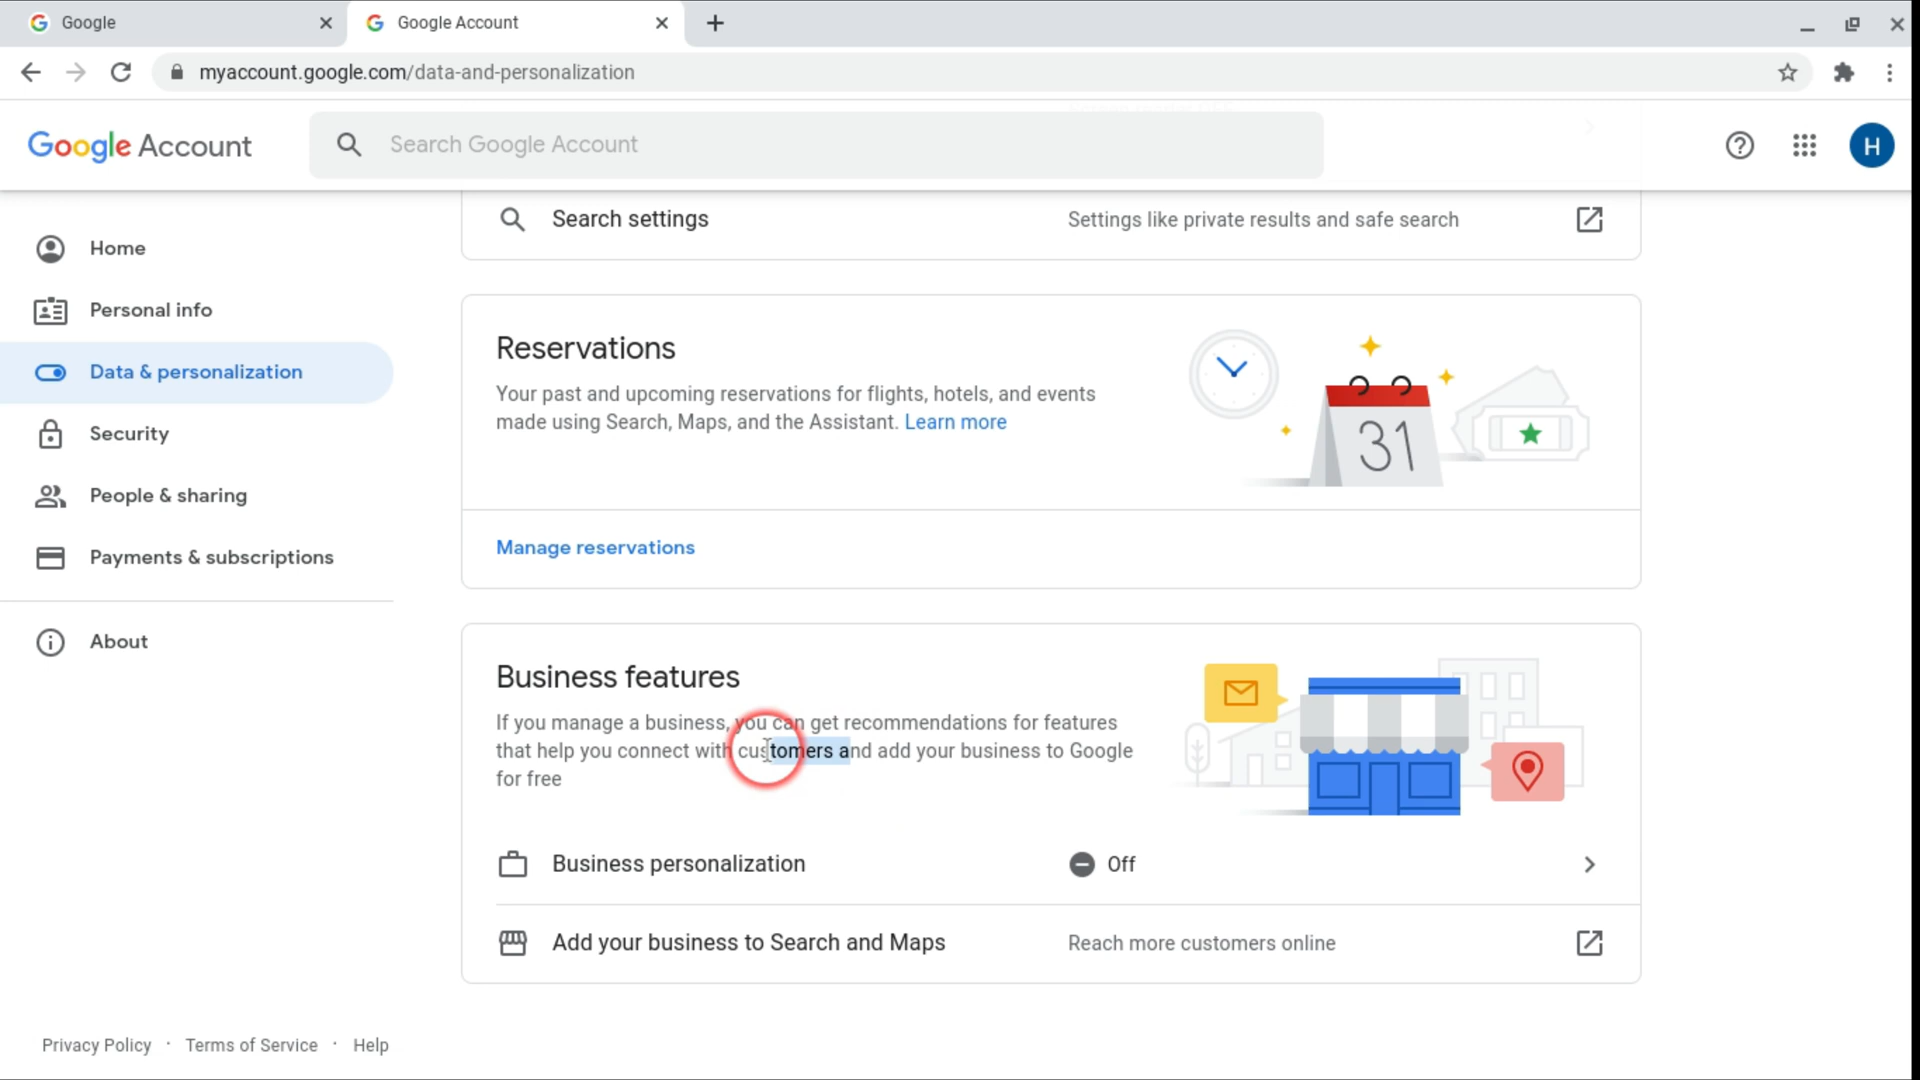 Google
Google Account
myaccount.google.com/data-and-personalization
Google Account
Search Google Account
H
Home
Personal info
Data & personalization
Security
People & sharing
Payments & subscriptions
About
Search settings
Settings like private results and safe search
Reservations
Your past and upcoming reservations for flights, hotels, and events
made using Search, Maps, and the Assistant. Learn more
31
Manage reservations
Business features
If you manage a business, you can get recommendations for features
that help you connect with customers and add your business to Google
for free
Business personalization
Off
Add your business to Search and Maps
Reach more customers online
Privacy Policy · Terms of Service · Help